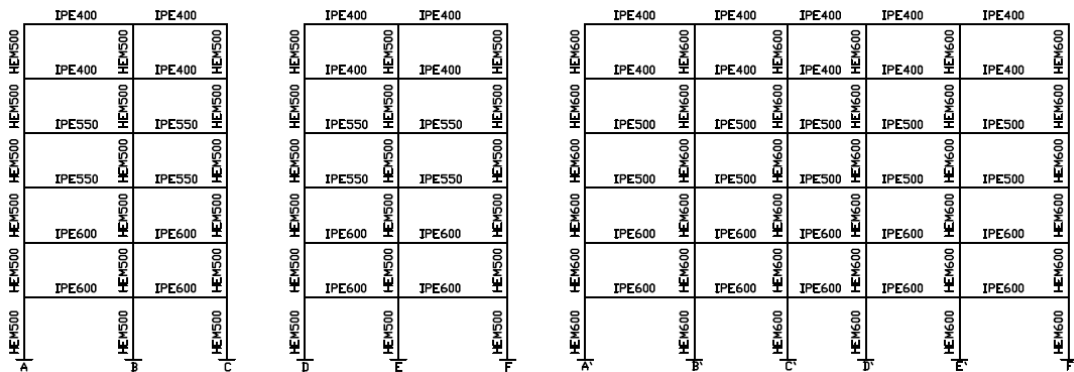 IPE400 IPE400 IPE400 IPE400 IPE400 IPE400 IPE400 IPE400 IPE400
HEM500 HEM500 HEM500 HEM500 HEM500 HEM500 HEM600 HEM600 HEM600 HEM600 HEM600 HEM600
IPE400 IPE400 IPE400 IPE400 IPE400 IPE400 IPE400 IPE400 IPE400
HEM500 HEM500 HEM500 HEM500 HEM500 HEM500 HEM600 HEM600 HEM600 HEM600 HEM600 HEM600
IPE550 IPE550 IPE550 IPE550 IPE500 IPE500 IPE500 IPE500 IPE500
HEM500 HEM500 HEM500 HEM500 HEM500 HEM500 HEM600 HEM600 HEM600 HEM600 HEM600 HEM600
IPE550 IPE550 IPE550 IPE550 IPE500 IPE500 IPE500 IPE500 IPE500
HEM500 HEM500 HEM500 HEM500 HEM500 HEM500 HEM600 HEM600 HEM600 HEM600 HEM600 HEM600
IPE600 IPE600 IPE600 IPE600 IPE600 IPE600 IPE600 IPE600 IPE600
HEM500 HEM500 HEM500 HEM500 HEM500 HEM500 HEM600 HEM600 HEM600 HEM600 HEM600 HEM600
IPE600 IPE600 IPE600 IPE600 IPE600 IPE600 IPE600 IPE600 IPE600
HEM500 HEM500 HEM500 HEM500 HEM500 HEM500 HEM600 HEM600 HEM600 HEM600 HEM600 HEM600
A B C D E F A' B' C' D' E' F